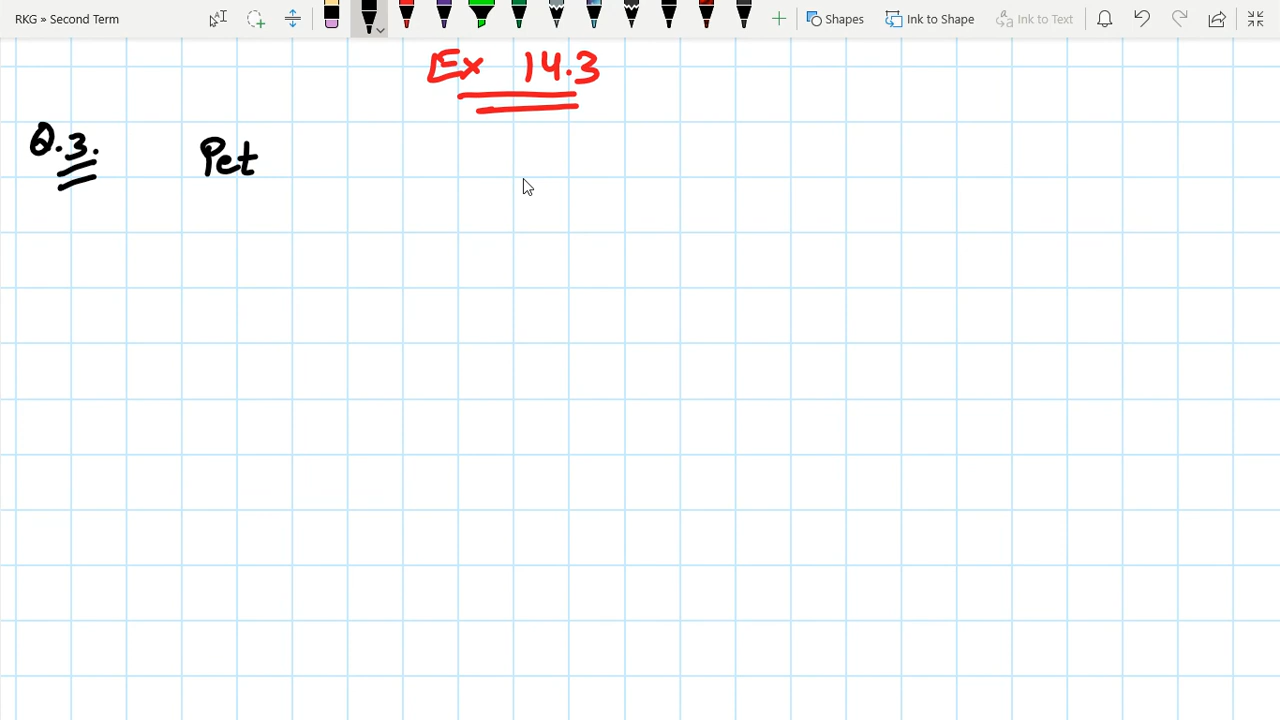 RKG » Second Term
Shapes
Ink to Shape
Ink to Text
Ex 14.3
Q.3. Pet